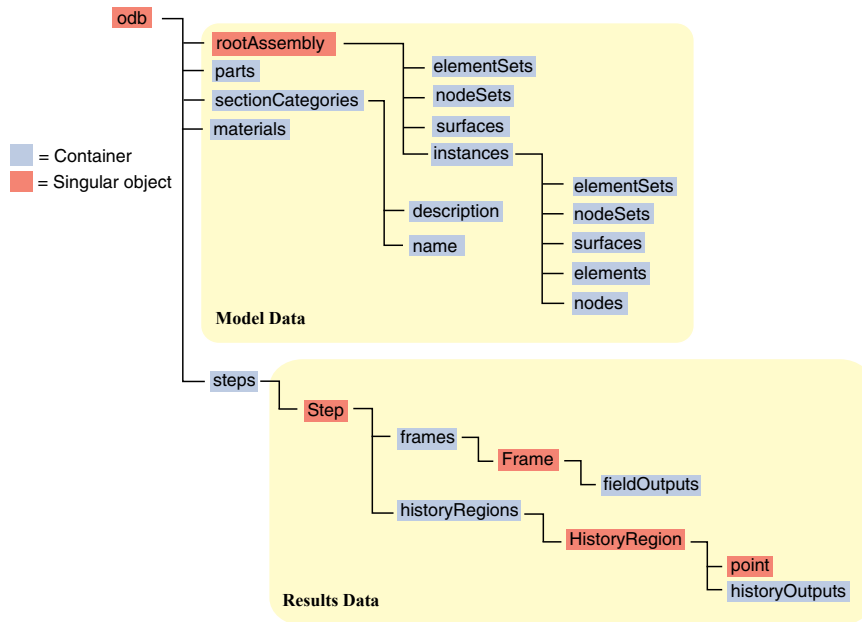 odb
rootAssembly
parts
sectionCategories
materials
elementSets
nodeSets
surfaces
instances
= Container
= Singular object
description
name
elementSets
nodeSets
surfaces
elements
nodes
Model Data
steps
Step
frames
Frame
fieldOutputs
historyRegions
HistoryRegion
point
historyOutputs
Results Data